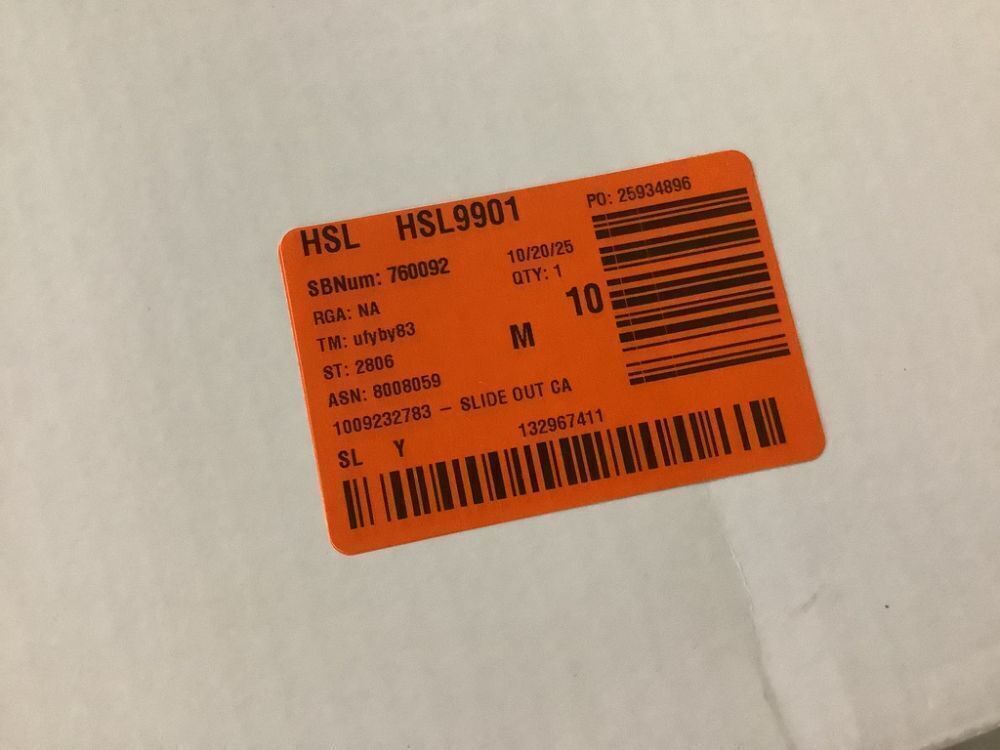 HSL HSL9901
PO: 25934896
SBNum: 760092 10/20/25
RGA: NA QTY: 1
TM: ufyby83 M 10
ST: 2806
ASN: 8008059
1009232783 – SLIDE OUT CA
SL Y 132967411